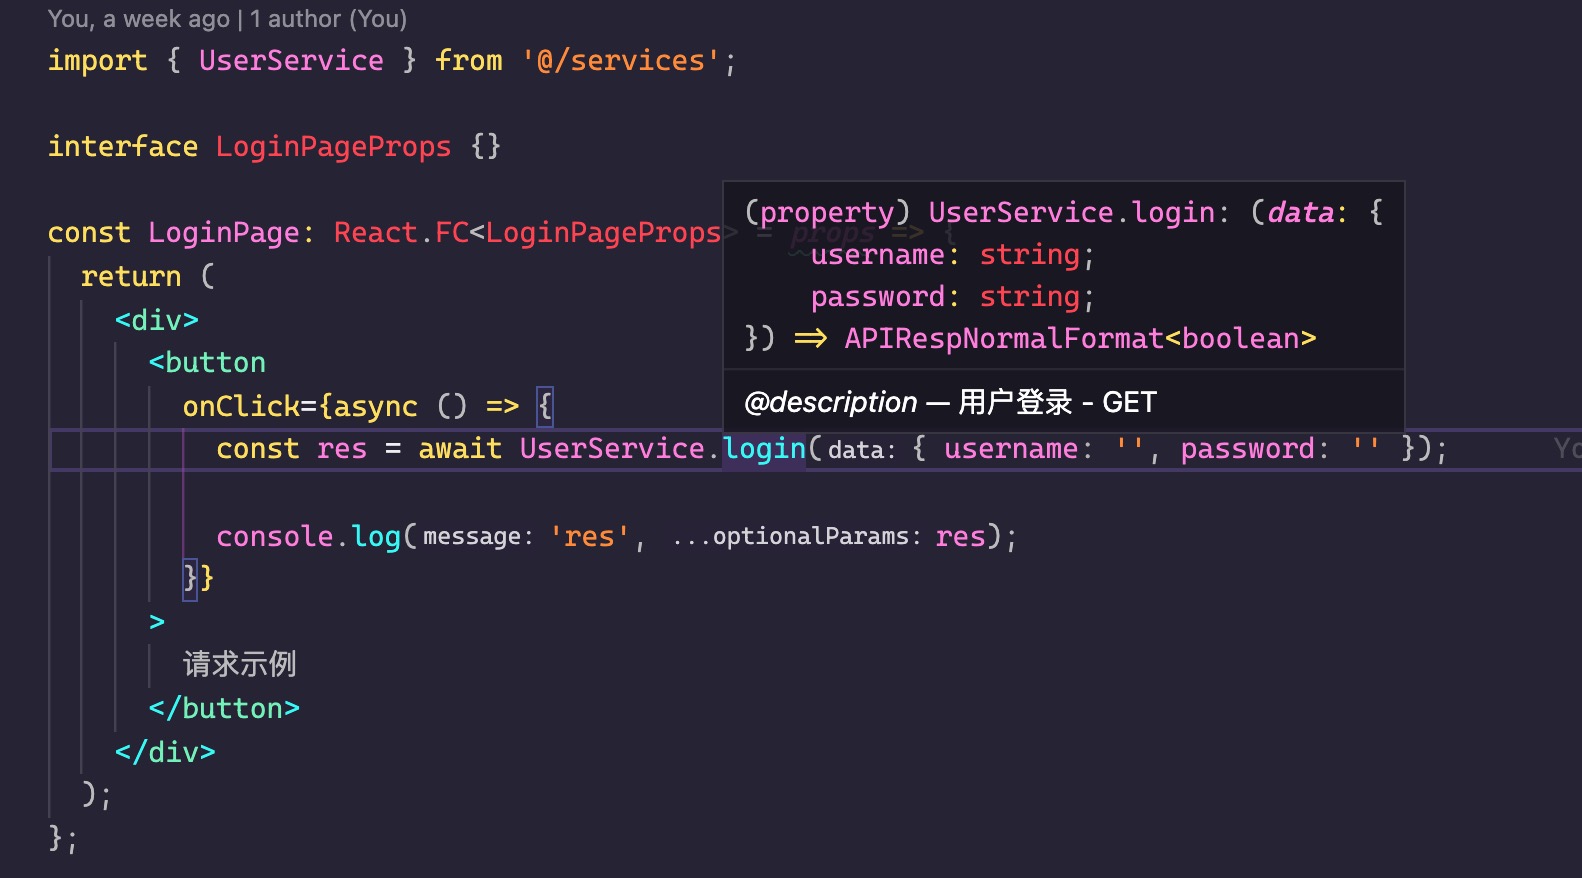 You, a week ago | 1 author (You)
import { UserService } from '@/services';
interface LoginPageProps {}
const LoginPage: React.FC<LoginPageProps> = props => {
(property) UserService.login: (data: {
username: string;
password: string;
}) => APIRespNormalFormat<boolean>
@description — 用户登录 - GET
return (
<div>
<button
onClick={async () => {
const res = await UserService.login(data: { username: '', password: '' });
console.log(message: 'res', ...optionalParams: res);
}}
>
请求示例
</button>
</div>
);
};